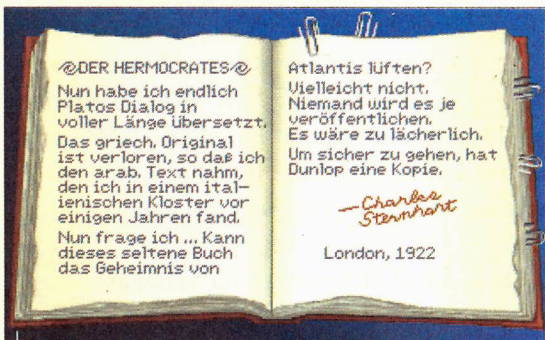 DER HERMOCRATES
Nun habe ich endlich
Platos Dialog in
voller Länge übersetzt.
Das griech. Original
ist verloren, so daß ich
den arab. Text nahm,
den ich in einem ital-
ienischen Kloster vor
einigen Jahren fand.
Nun frage ich ... Kann
dieses seltene Buch
das Geheimnis von
Atlantis lüften?
Vielleicht nicht.
Niemand wird es je
veröffentlichen.
Es wäre zu lächerlich.
Um sicher zu gehen, hat
Dunlop eine Kopie.
—Charles
Sternhart
London, 1922